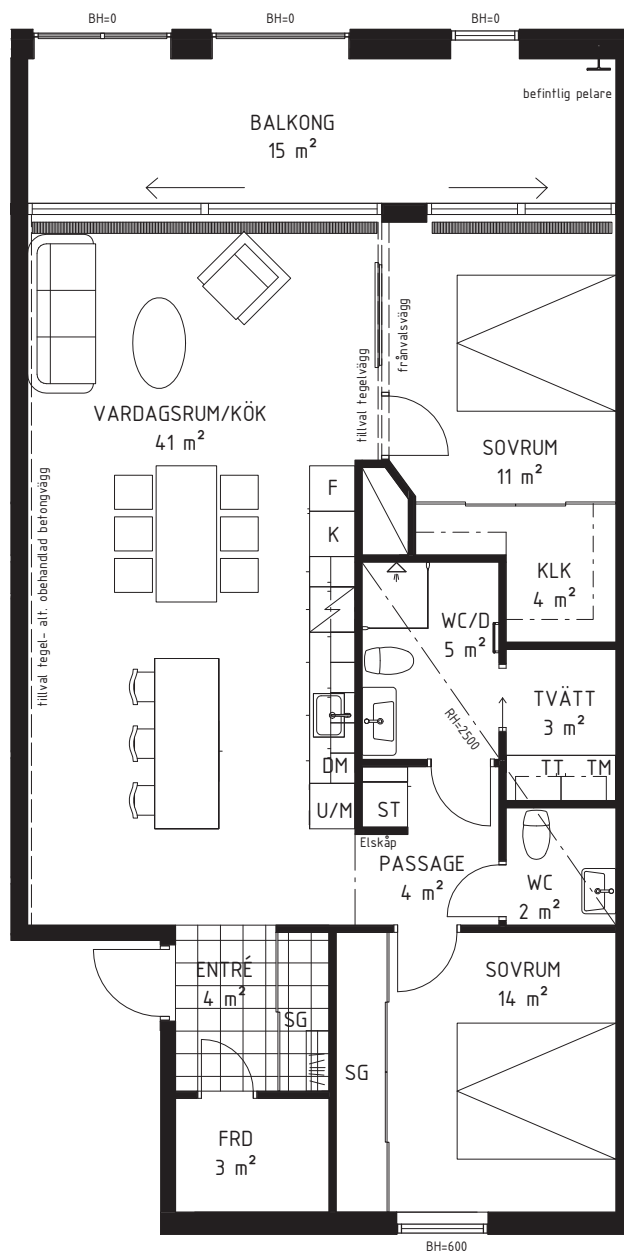 BH=0
BH=0
BH=0
befintlig pelare
BALKONG
15 m²
tillval tegelvägg
frånvalsvägg
VARDAGSRUM/KÖK
41 m²
SOVRUM
11 m²
tillval tegel- alt. obehandlad betongvägg
F
K
KLK
4 m²
WC/D
5 m²
RH=2500
TVÄTT
3 m²
TT
TM
DM
U/M
ST
Elskåp
PASSAGE
4 m²
WC
2 m²
ENTRÉ
4 m²
SG
SG
SOVRUM
14 m²
FRD
3 m²
BH=600